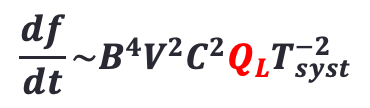 df/dt ~ B⁴V²C²Q_L T_syst⁻²